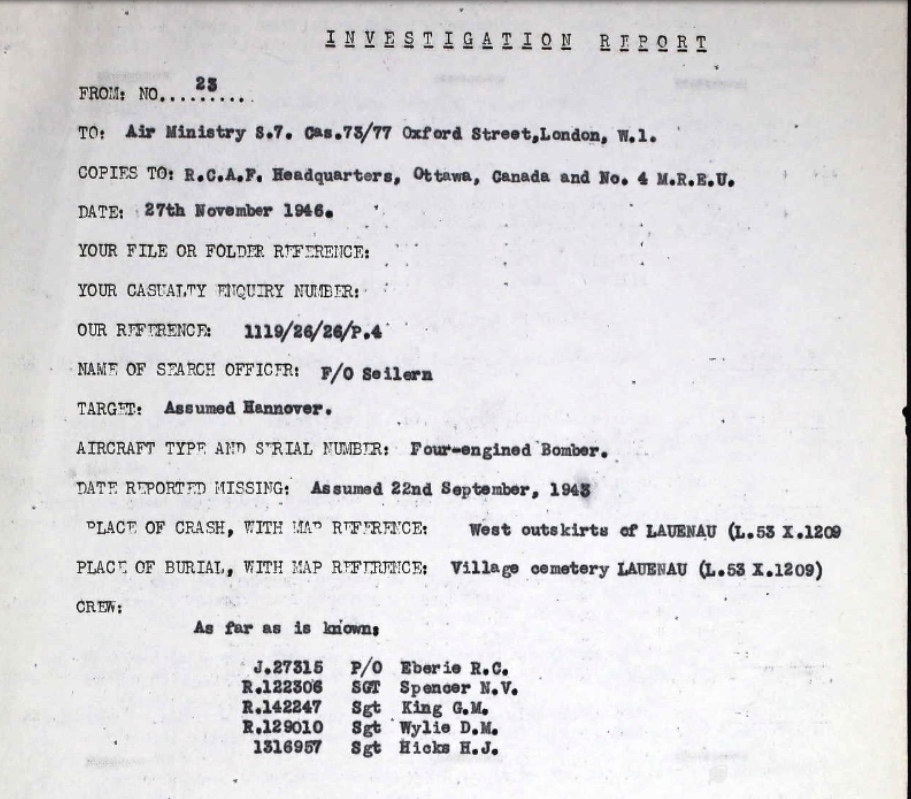 INVESTIGATION REPORT
FROM: NO....23.....
TO: Air Ministry S.7. Cas.73/77 Oxford Street,London, W.1.
COPIES TO: R.C.A.F. Headquarters, Ottawa, Canada and No. 4 M.R.E.U.
DATE: 27th November 1946.
YOUR FILE OR FOLDER REFERENCE:
YOUR CASUALTY ENQUIRY NUMBER:
OUR REFERENCE: 1119/26/26/P.4
NAME OF SEARCH OFFICER: F/O Seilern
TARGET: Assumed Hannover.
AIRCRAFT TYPE AND SERIAL NUMBER: Four-engined Bomber.
DATE REPORTED MISSING: Assumed 22nd September, 1943
PLACE OF CRASH, WITH MAP REFERENCE: West outskirts of LAUENAU (L.53 X.1209
PLACE OF BURIAL, WITH MAP REFERENCE: Village cemetery LAUENAU (L.53 X.1209)
CREW:
As far as is known;
J.27315 P/O Eberie R.C.
R.122306 SGT Spencer N.V.
R.142247 Sgt King G.M.
R.129010 Sgt Wylie D.M.
1316957 Sgt Hicks H.J.